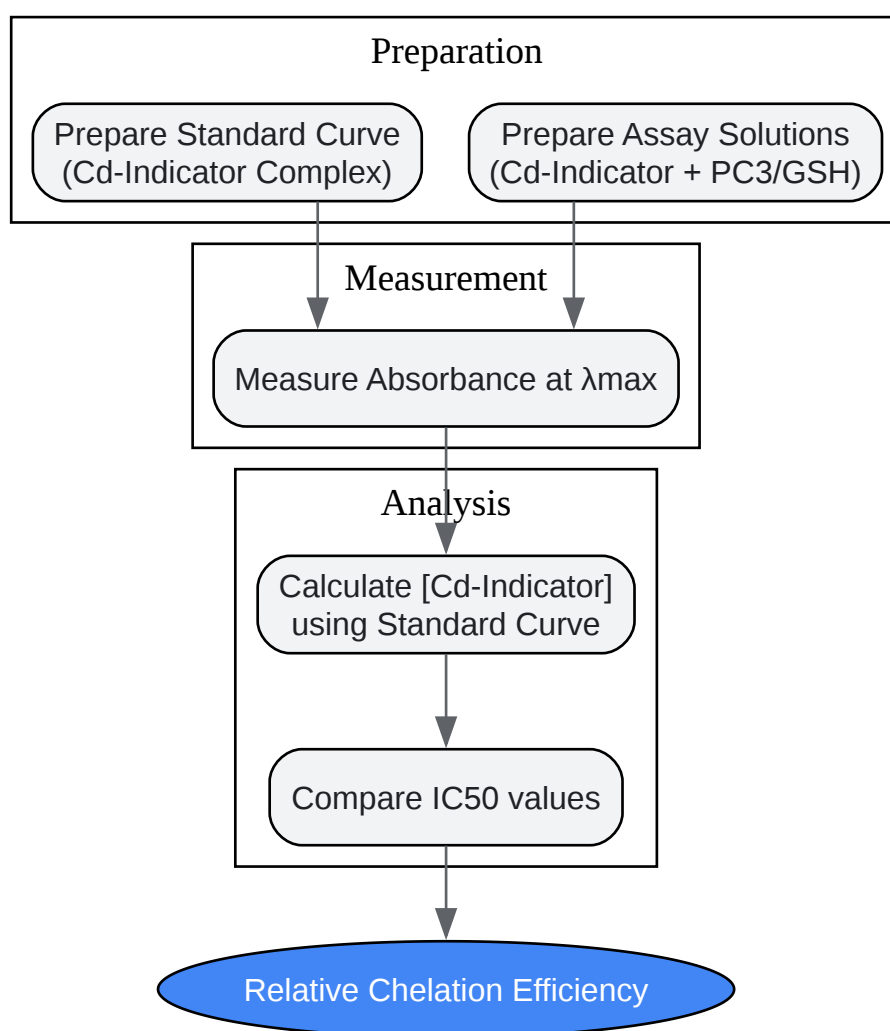 Preparation
Prepare Standard Curve
(Cd-Indicator Complex)
Prepare Assay Solutions
(Cd-Indicator + PC3/GSH)
Measurement
Measure Absorbance at λmax
Analysis
Calculate [Cd-Indicator]
using Standard Curve
Compare IC50 values
Relative Chelation Efficiency